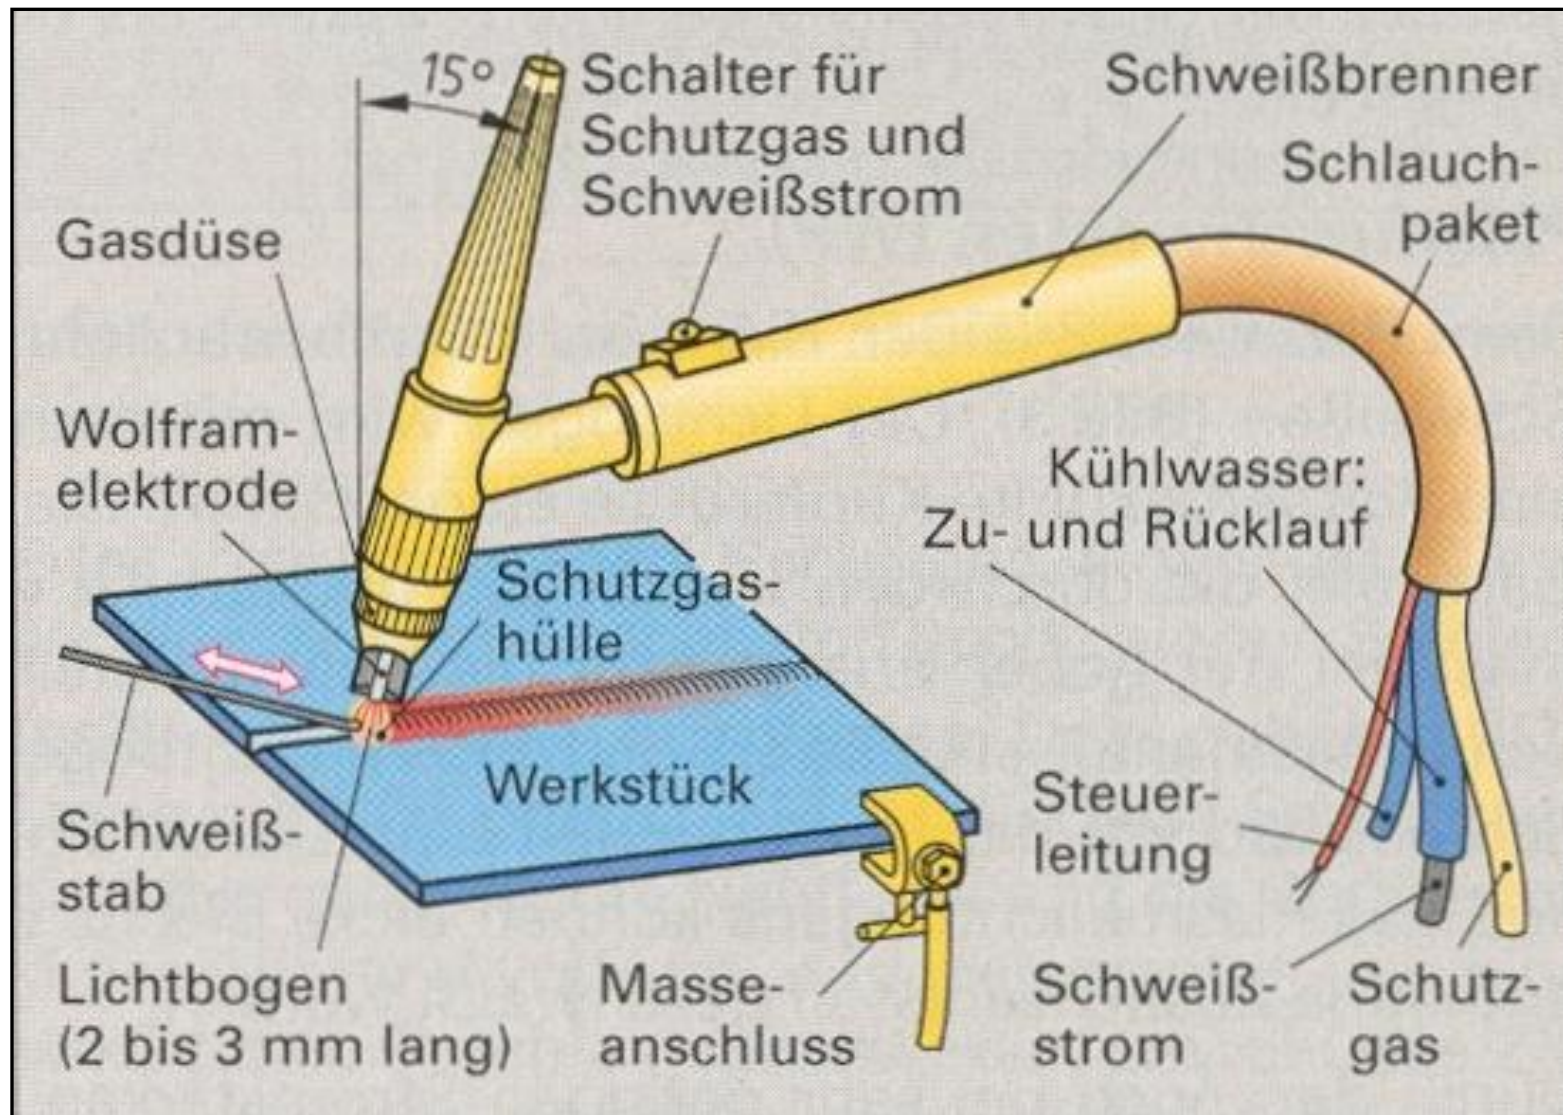 15°
Schalter für
Schutzgas und
Schweißstrom
Schweißbrenner
Schlauch-
paket
Gasdüse
Wolfram-
elektrode
Kühlwasser:
Zu- und Rücklauf
Schutzgas-
hülle
Werkstück
Schweiß-
stab
Steuer-
leitung
Lichtbogen
(2 bis 3 mm lang)
Masse-
anschluss
Schweiß-
strom
Schutz-
gas